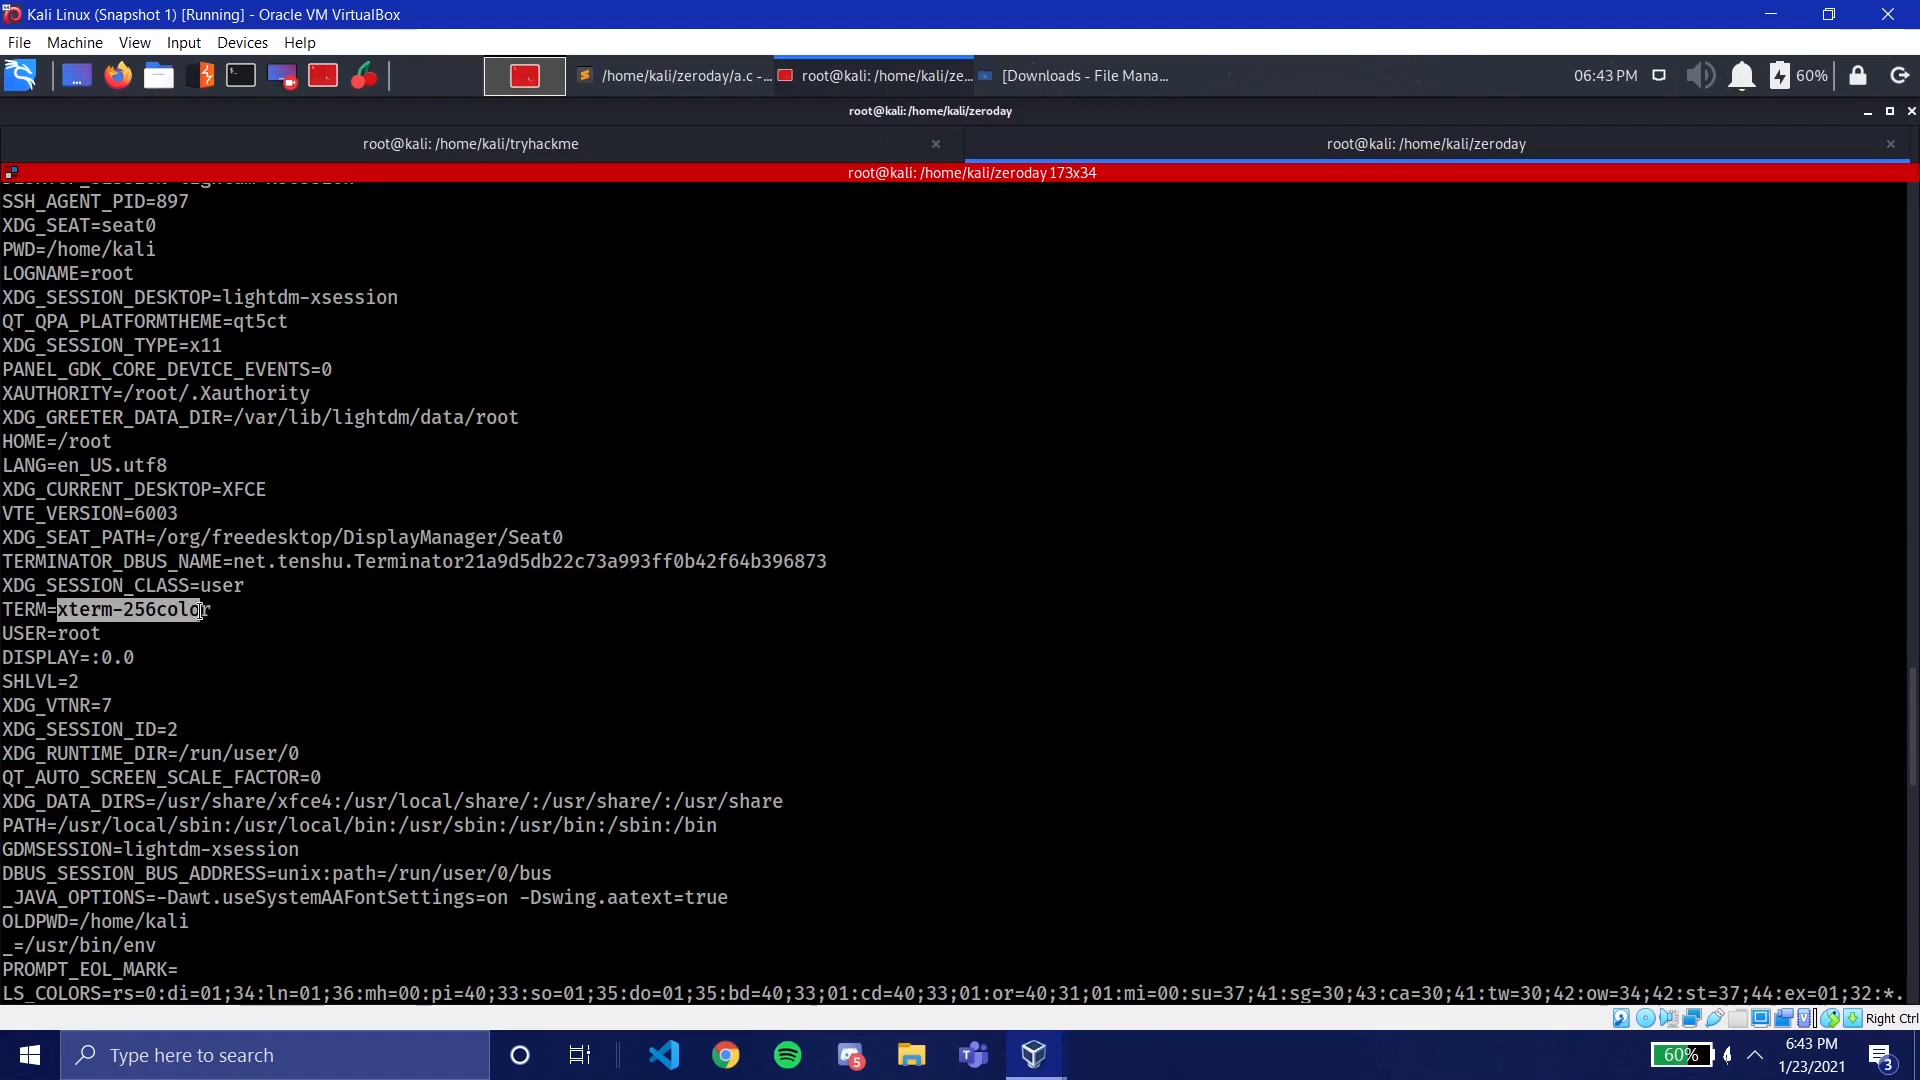 Kali Linux (Snapshot 1) [Running] - Oracle VM VirtualBox
File Machine View Input Devices Help
/home/kali/zeroday/a.c -...
root@kali: /home/kali/ze...
[Downloads - File Mana...
06:43 PM
60%
root@kali: /home/kali/zeroday
root@kali: /home/kali/tryhackme
root@kali: /home/kali/zeroday
root@kali: /home/kali/zeroday 173x34
SSH_AGENT_PID=897
XDG_SEAT=seat0
PWD=/home/kali
LOGNAME=root
XDG_SESSION_DESKTOP=lightdm-xsession
QT_QPA_PLATFORMTHEME=qt5ct
XDG_SESSION_TYPE=x11
PANEL_GDK_CORE_DEVICE_EVENTS=0
XAUTHORITY=/root/.Xauthority
XDG_GREETER_DATA_DIR=/var/lib/lightdm/data/root
HOME=/root
LANG=en_US.utf8
XDG_CURRENT_DESKTOP=XFCE
VTE_VERSION=6003
XDG_SEAT_PATH=/org/freedesktop/DisplayManager/Seat0
TERMINATOR_DBUS_NAME=net.tenshu.Terminator21a9d5db22c73a993ff0b42f64b396873
XDG_SESSION_CLASS=user
TERM=xterm-256color
USER=root
DISPLAY=:0.0
SHLVL=2
XDG_VTNR=7
XDG_SESSION_ID=2
XDG_RUNTIME_DIR=/run/user/0
QT_AUTO_SCREEN_SCALE_FACTOR=0
XDG_DATA_DIRS=/usr/share/xfce4:/usr/local/share/:/usr/share/:/usr/share
PATH=/usr/local/sbin:/usr/local/bin:/usr/sbin:/usr/bin:/sbin:/bin
GDMSESSION=lightdm-xsession
DBUS_SESSION_BUS_ADDRESS=unix:path=/run/user/0/bus
_JAVA_OPTIONS=-Dawt.useSystemAAFontSettings=on -Dswing.aatext=true
OLDPWD=/home/kali
_=/usr/bin/env
PROMPT_EOL_MARK=
LS_COLORS=rs=0:di=01;34:ln=01;36:mh=00:pi=40;33:so=01;35:do=01;35:bd=40;33;01:cd=40;33;01:or=40;31;01:mi=00:su=37;41:sg=30;43:ca=30;41:tw=30;42:ow=34;42:st=37;44:ex=01;32:*.
Right Ctrl
Type here to search
5
60%
6:43 PM
1/23/2021
3